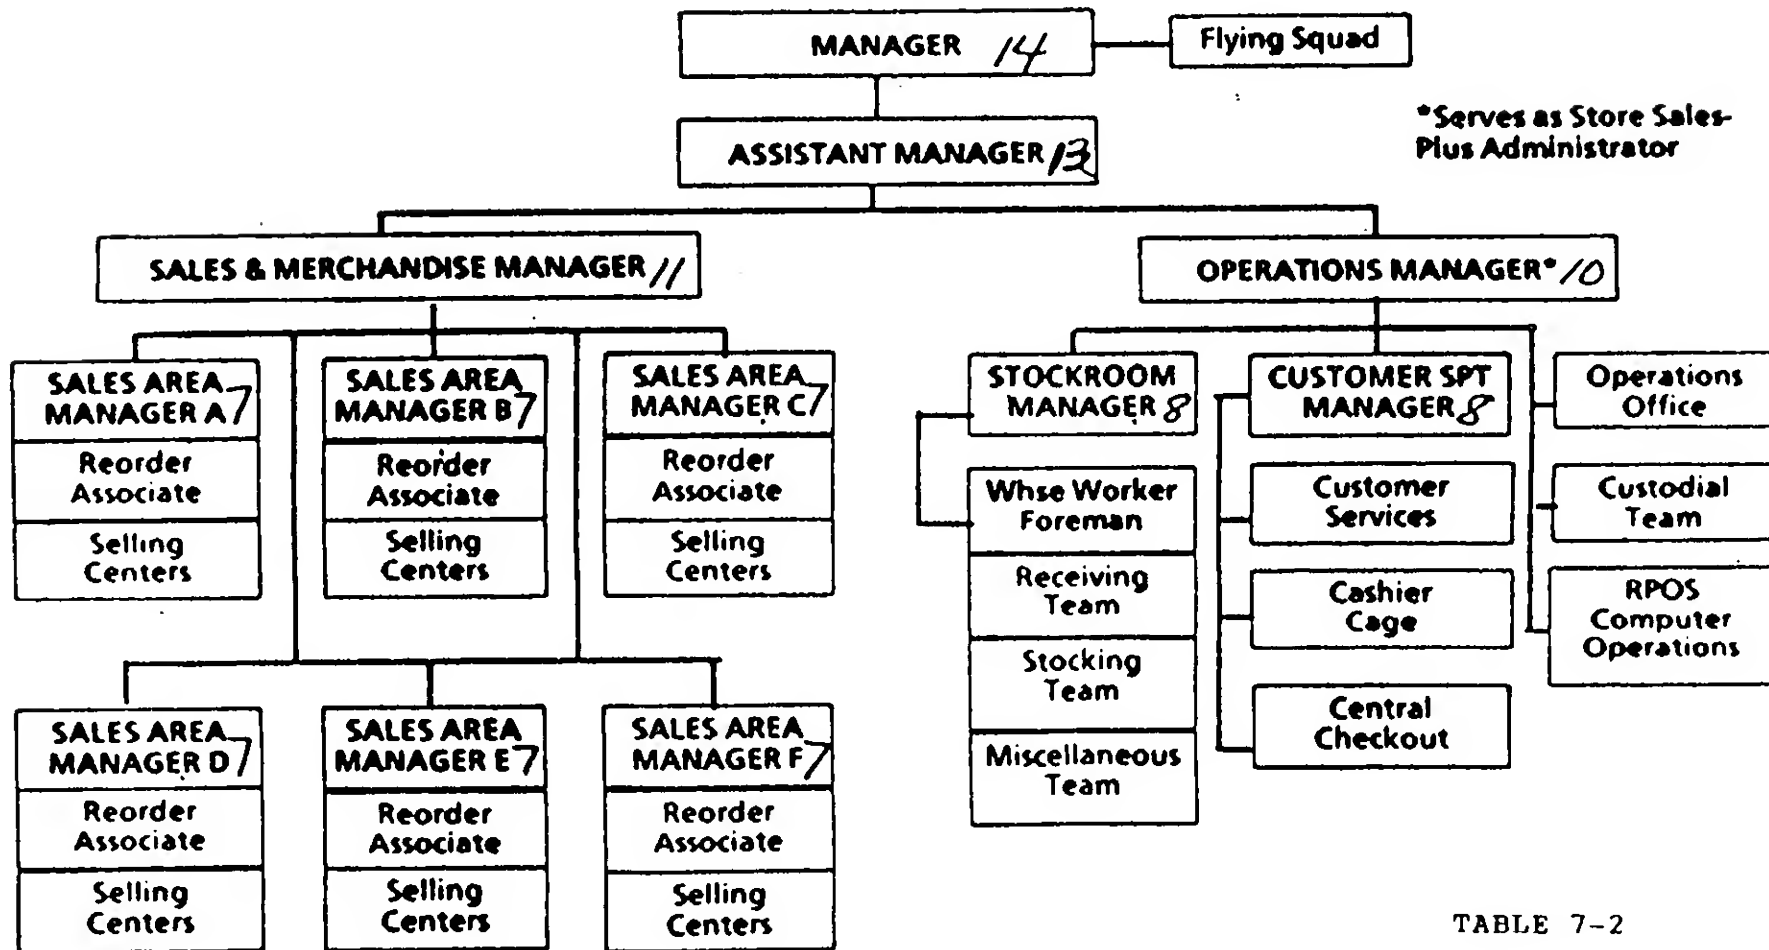 MANAGER 14
Flying Squad
*Serves as Store Sales-
Plus Administrator
ASSISTANT MANAGER 13
SALES & MERCHANDISE MANAGER 11
OPERATIONS MANAGER* 10
SALES AREA
MANAGER A 7
Reorder
Associate
Selling
Centers
SALES AREA
MANAGER B 7
Reorder
Associate
Selling
Centers
SALES AREA
MANAGER C 7
Reorder
Associate
Selling
Centers
STOCKROOM
MANAGER 8
Whse Worker
Foreman
Receiving
Team
Stocking
Team
Miscellaneous
Team
CUSTOMER SPT
MANAGER 8
Customer
Services
Cashier
Cage
Central
Checkout
Operations
Office
Custodial
Team
RPOS
Computer
Operations
SALES AREA
MANAGER D 7
Reorder
Associate
Selling
Centers
SALES AREA
MANAGER E 7
Reorder
Associate
Selling
Centers
SALES AREA
MANAGER F 7
Reorder
Associate
Selling
Centers
TABLE 7-2